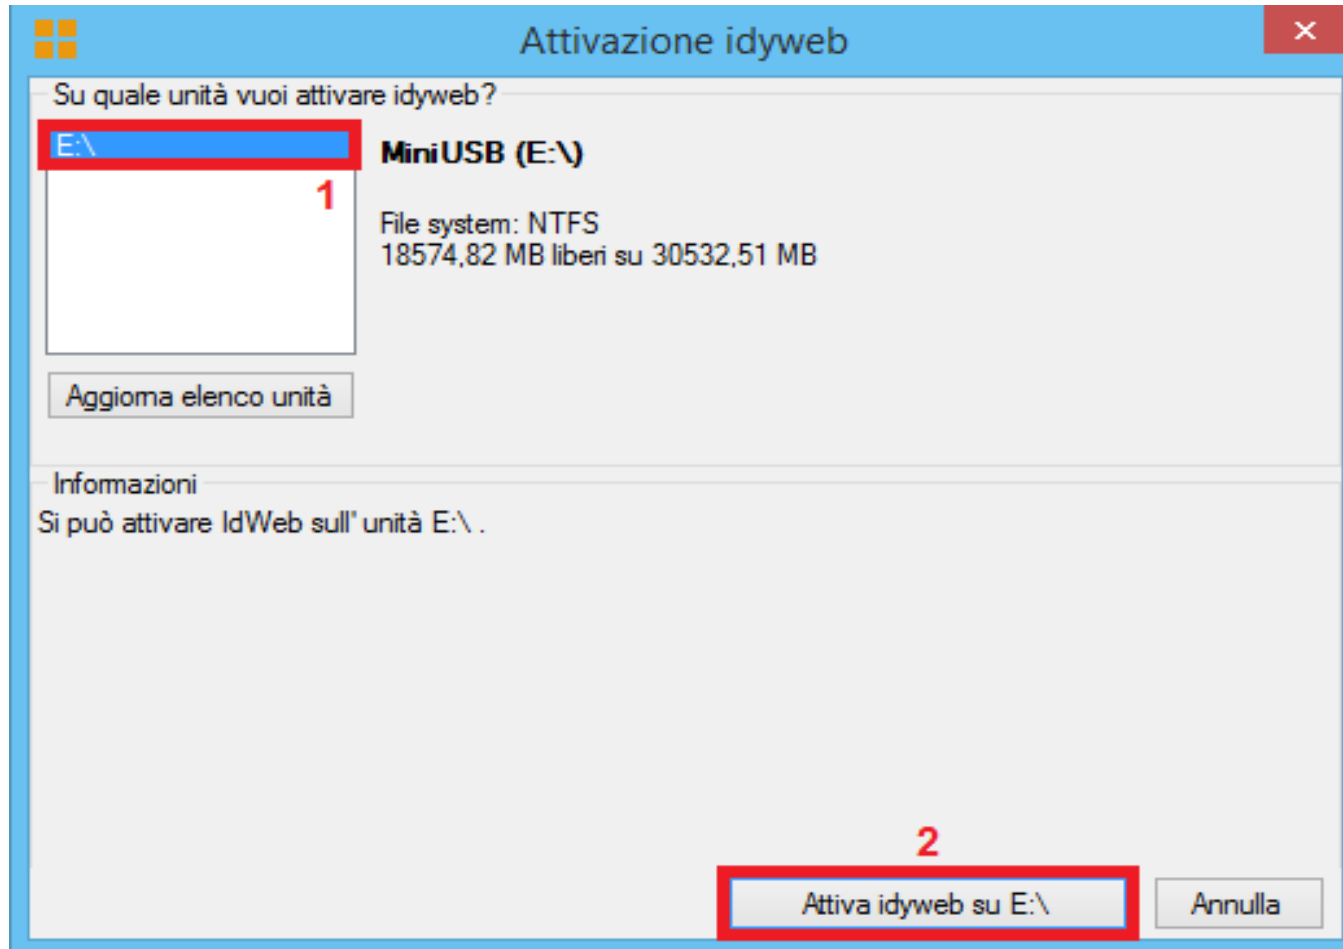 Attivazione idyweb
Su quale unità vuoi attivare idyweb?
E:\
1
MiniUSB (E:\)
File system: NTFS
18574,82 MB liberi su 30532,51 MB
Aggiorna elenco unità
Informazioni
Si può attivare IdWeb sull' unità E:\ .
2
Attiva idyweb su E:\
Annulla